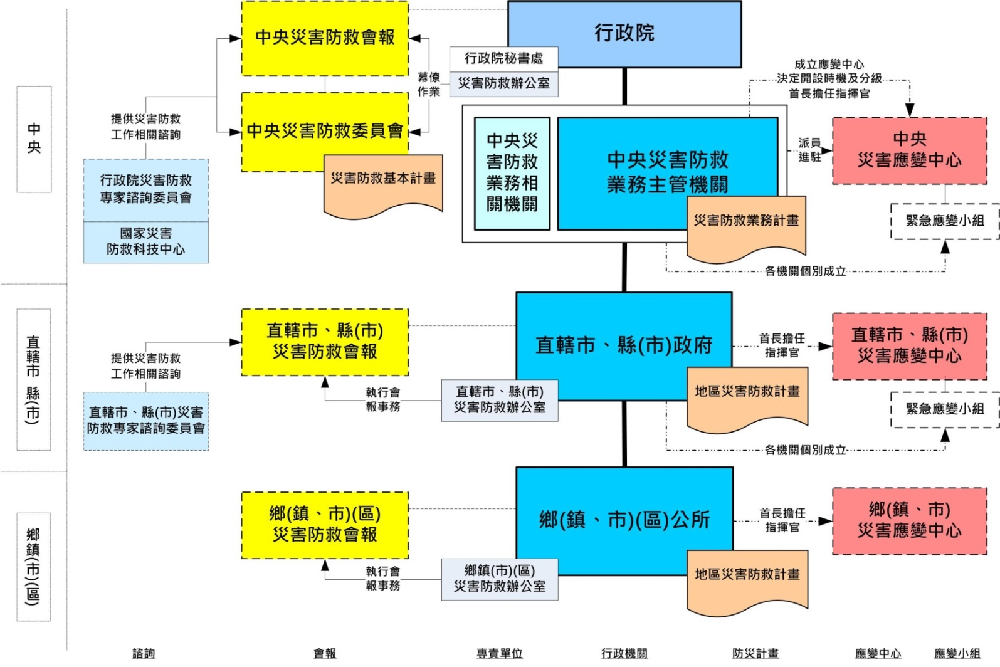 中央災害防救會報
行政院
行政院秘書處
災害防救辦公室
幕僚
作業
成立應變中心
決定開設時機及分級
首長擔任指揮官
中央
提供災害防救
工作相關諮詢
中央災害防救委員會
災害防救基本計畫
中央災
害防救
業務相
關機關
中央災害防救
業務主管機關
派員
進駐
中央
災害應變中心
行政院災害防救
專家諮詢委員會
國家災害
防救科技中心
災害防救業務計畫
緊急應變小組
各機關個別成立
直轄市 縣(市)
提供災害防救
工作相關諮詢
直轄市、縣(市)災害
防救專家諮詢委員會
直轄市、縣(市)
災害防救會報
執行會
報事務
直轄市、縣(市)政府
直轄市、縣(市)
災害防救辦公室
首長擔任
指揮官
地區災害防救計畫
直轄市、縣(市)
災害應變中心
緊急應變小組
各機關個別成立
鄉鎮(市)(區)
鄉(鎮、市)(區)
災害防救會報
執行會
報事務
鄉(鎮、市)(區)公所
鄉鎮(市)(區)
災害防救辦公室
首長擔任
指揮官
地區災害防救計畫
鄉(鎮、市)
災害應變中心
諮詢
會報
專責單位
行政機關
防災計畫
應變中心
應變小組